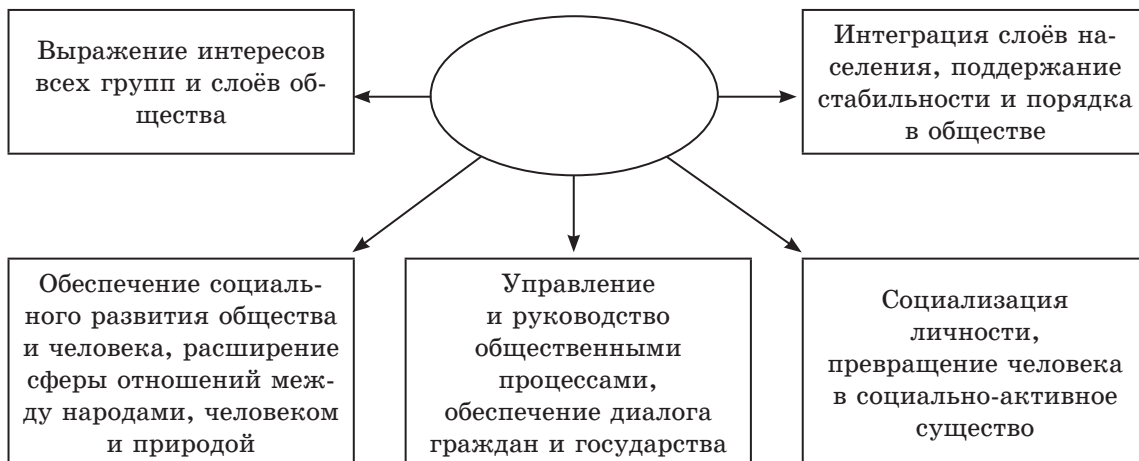 Выражение интересов
всех групп и слоёв об-
щества
Интеграция слоёв на-
селения, поддержание
стабильности и порядка
в обществе
Обеспечение социаль-
ного развития общества
и человека, расширение
сферы отношений меж-
ду народами, человеком
и природой
Управление
и руководство
общественными
процессами,
обеспечение диалога
граждан и государства
Социализация
личности,
превращение человека
в социально-активное
существо